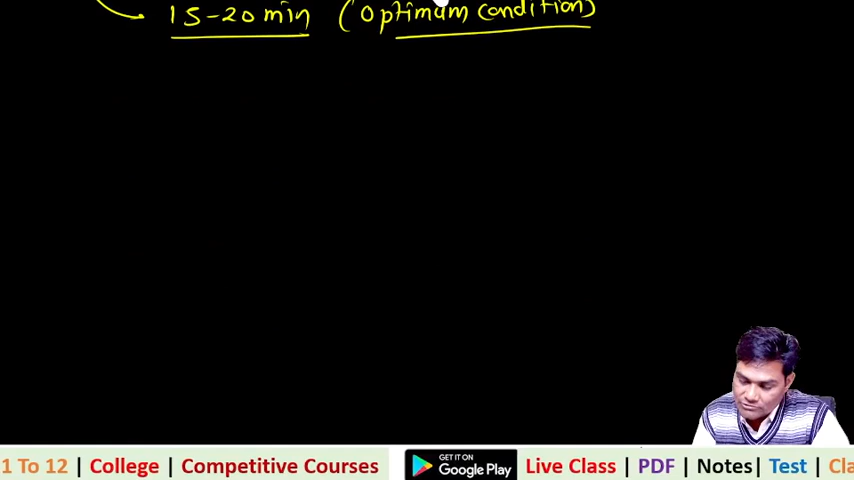 15-20 min (Optimum condition)
1 To 12 | College | Competitive Courses GET IT ON Google Play Live Class | PDF | Notes| Test | Cla